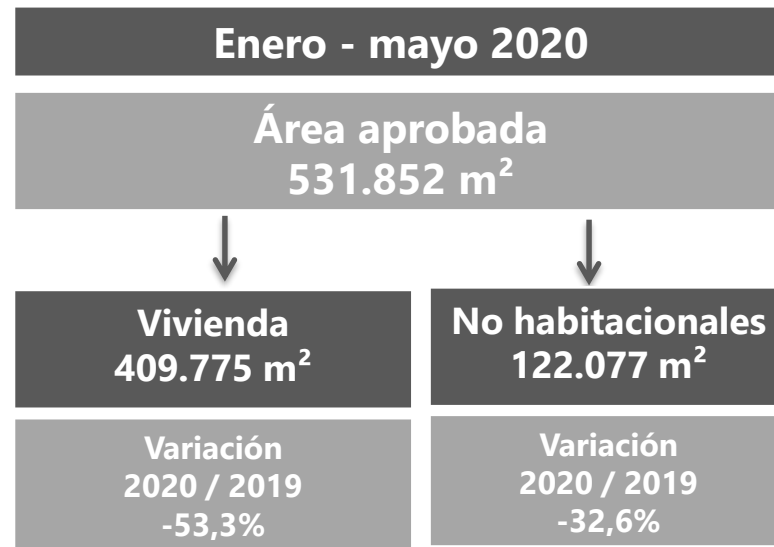 Enero - mayo 2020
Área aprobada
531.852 m²
Vivienda
409.775 m²
No habitacionales
122.077 m²
Variación
2020 / 2019
-53,3%
Variación
2020 / 2019
-32,6%